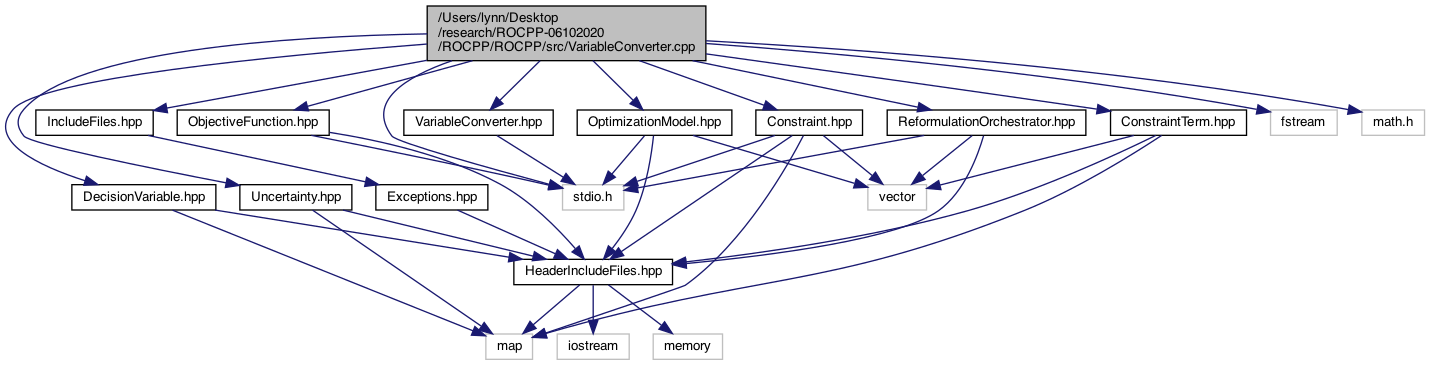 /Users/lynn/Desktop
/research/ROCPP-06102020
/ROCPP/ROCPP/src/VariableConverter.cpp
IncludeFiles.hpp
ObjectiveFunction.hpp
VariableConverter.hpp
OptimizationModel.hpp
Constraint.hpp
ReformulationOrchestrator.hpp
ConstraintTerm.hpp
fstream
math.h
DecisionVariable.hpp
Uncertainty.hpp
Exceptions.hpp
stdio.h
vector
HeaderIncludeFiles.hpp
map
iostream
memory